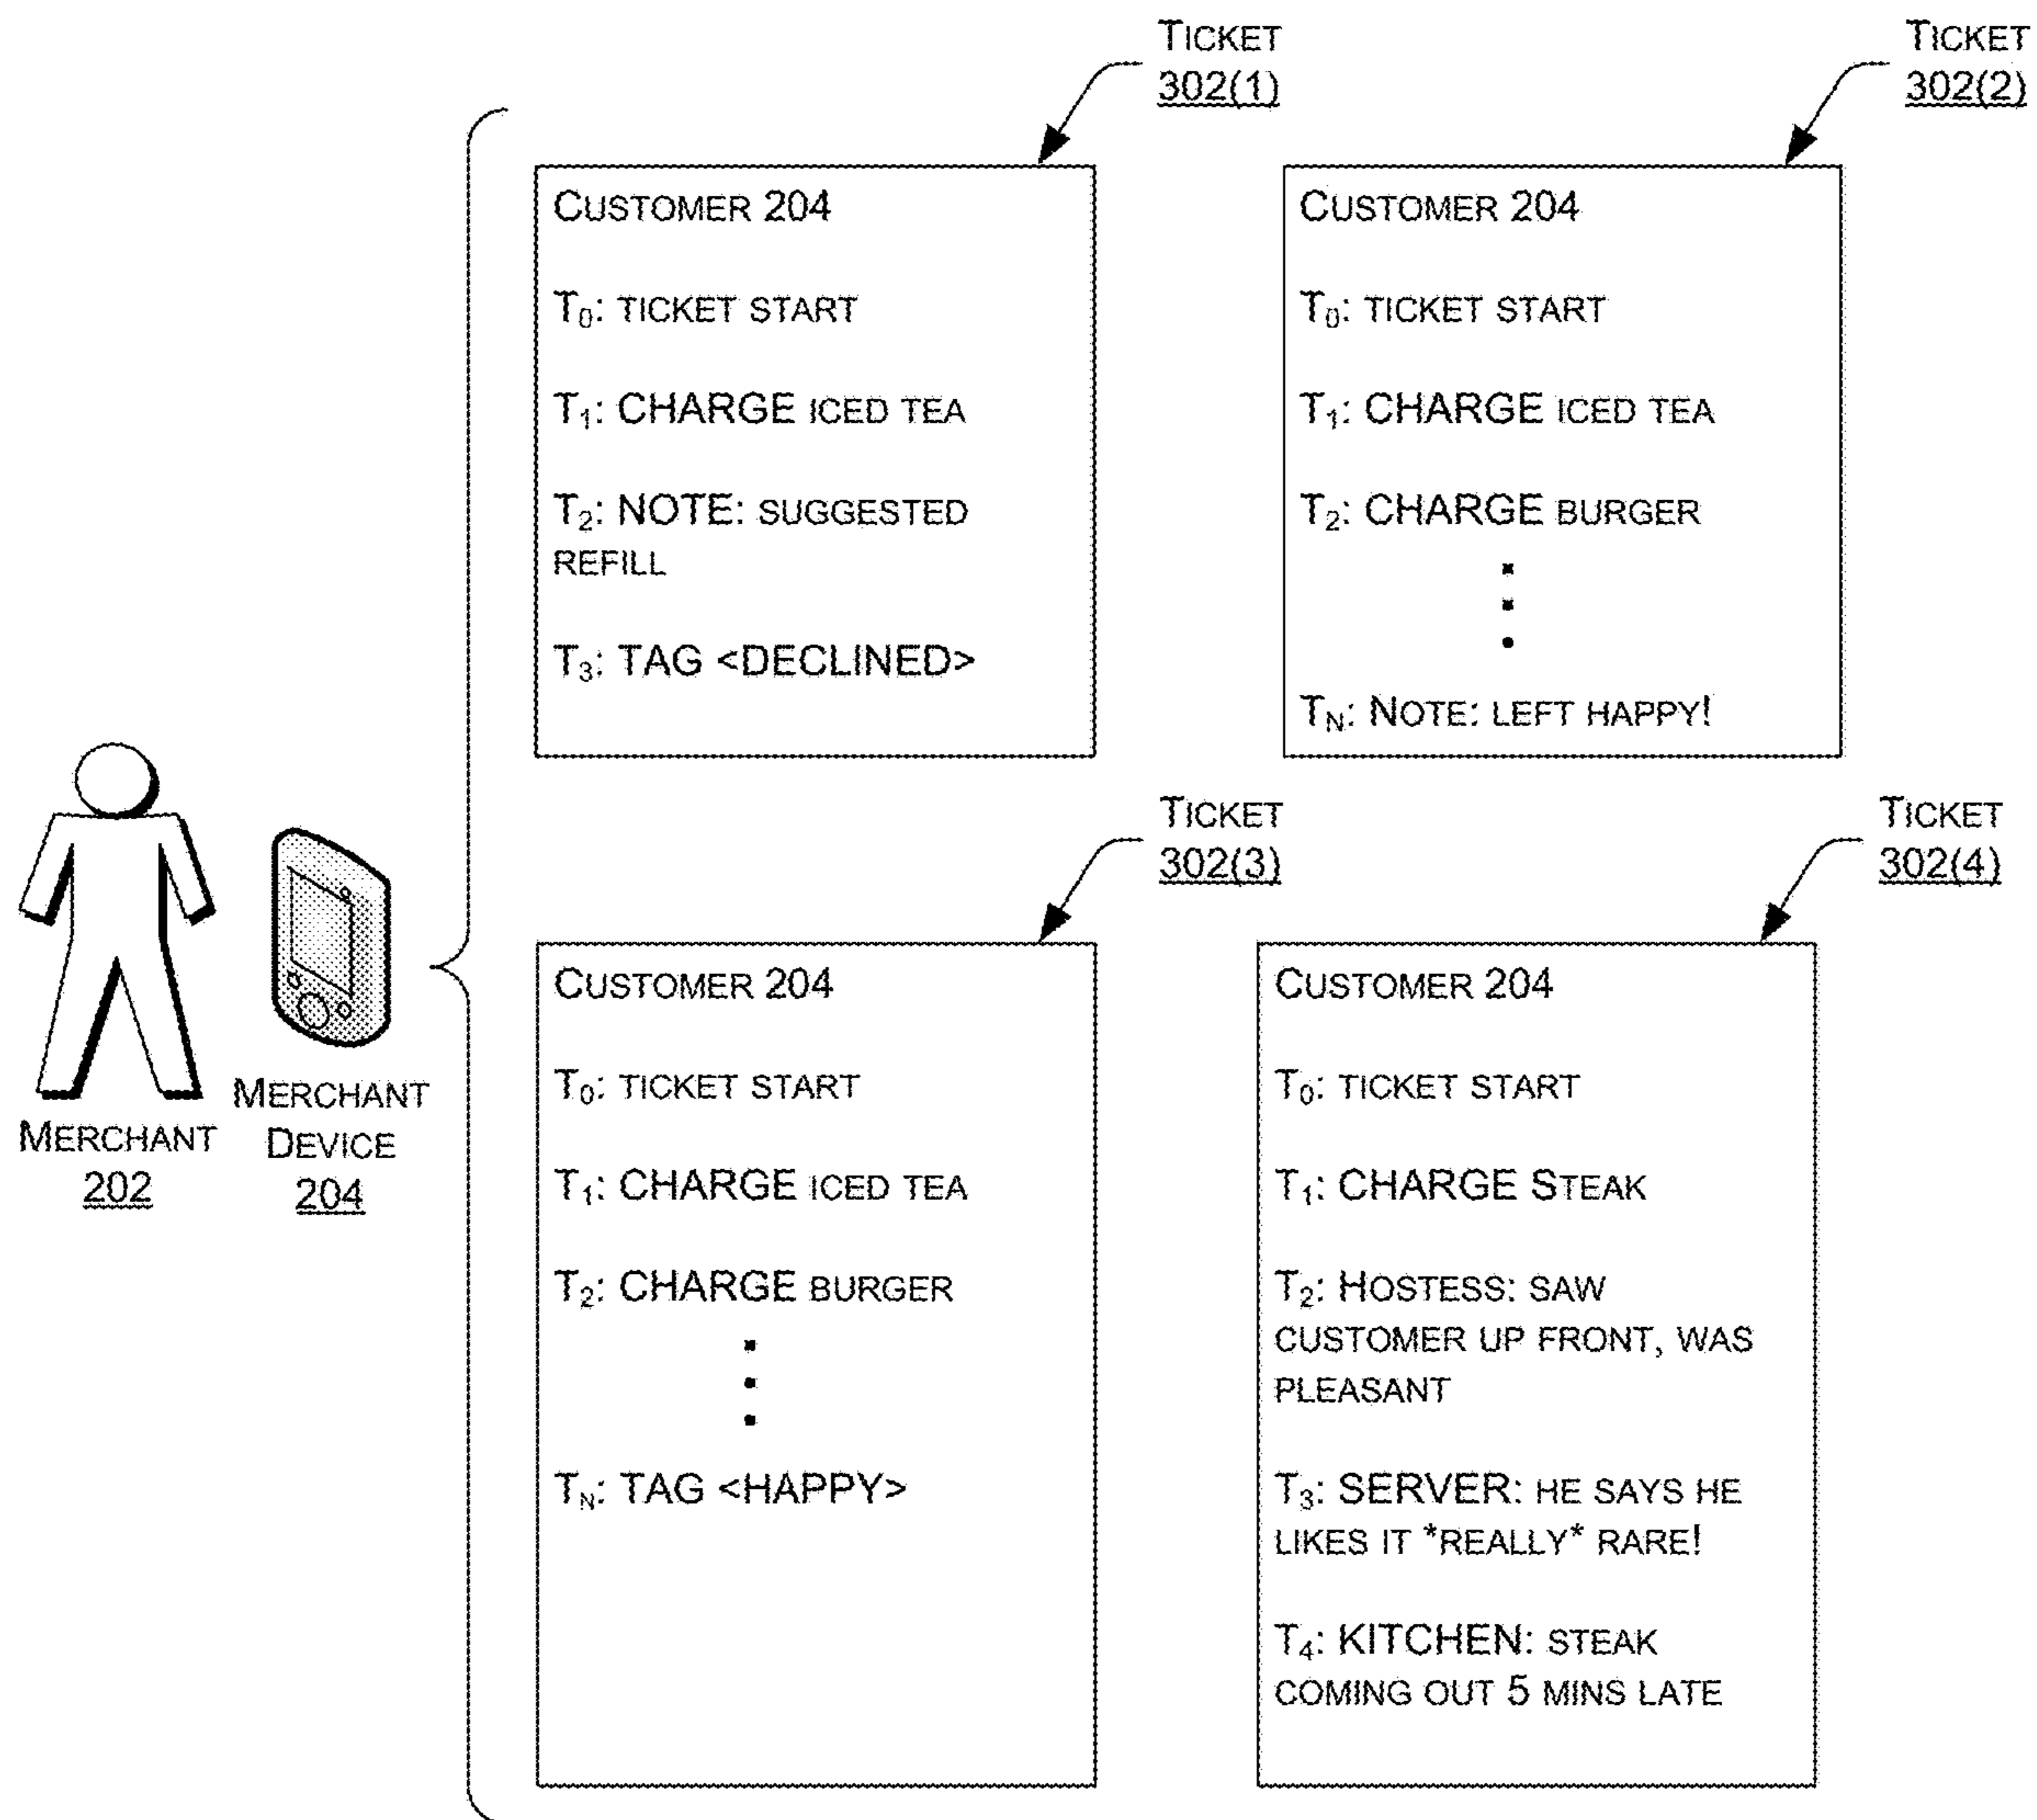 TICKET
302(1)
TICKET
302(2)
CUSTOMER 204
T0: TICKET START
T1: CHARGE ICED TEA
T2: NOTE: SUGGESTED
REFILL
T3: TAG <DECLINED>
CUSTOMER 204
T0: TICKET START
T1: CHARGE ICED TEA
T2: CHARGE BURGER
TN: NOTE: LEFT HAPPY!
MERCHANT
202
MERCHANT
DEVICE
204
TICKET
302(3)
TICKET
302(4)
CUSTOMER 204
T0: TICKET START
T1: CHARGE ICED TEA
T2: CHARGE BURGER
TN: TAG <HAPPY>
CUSTOMER 204
T0: TICKET START
T1: CHARGE STEAK
T2: HOSTESS: SAW
CUSTOMER UP FRONT, WAS
PLEASANT
T3: SERVER: HE SAYS HE
LIKES IT *REALLY* RARE!
T4: KITCHEN: STEAK
COMING OUT 5 MINS LATE